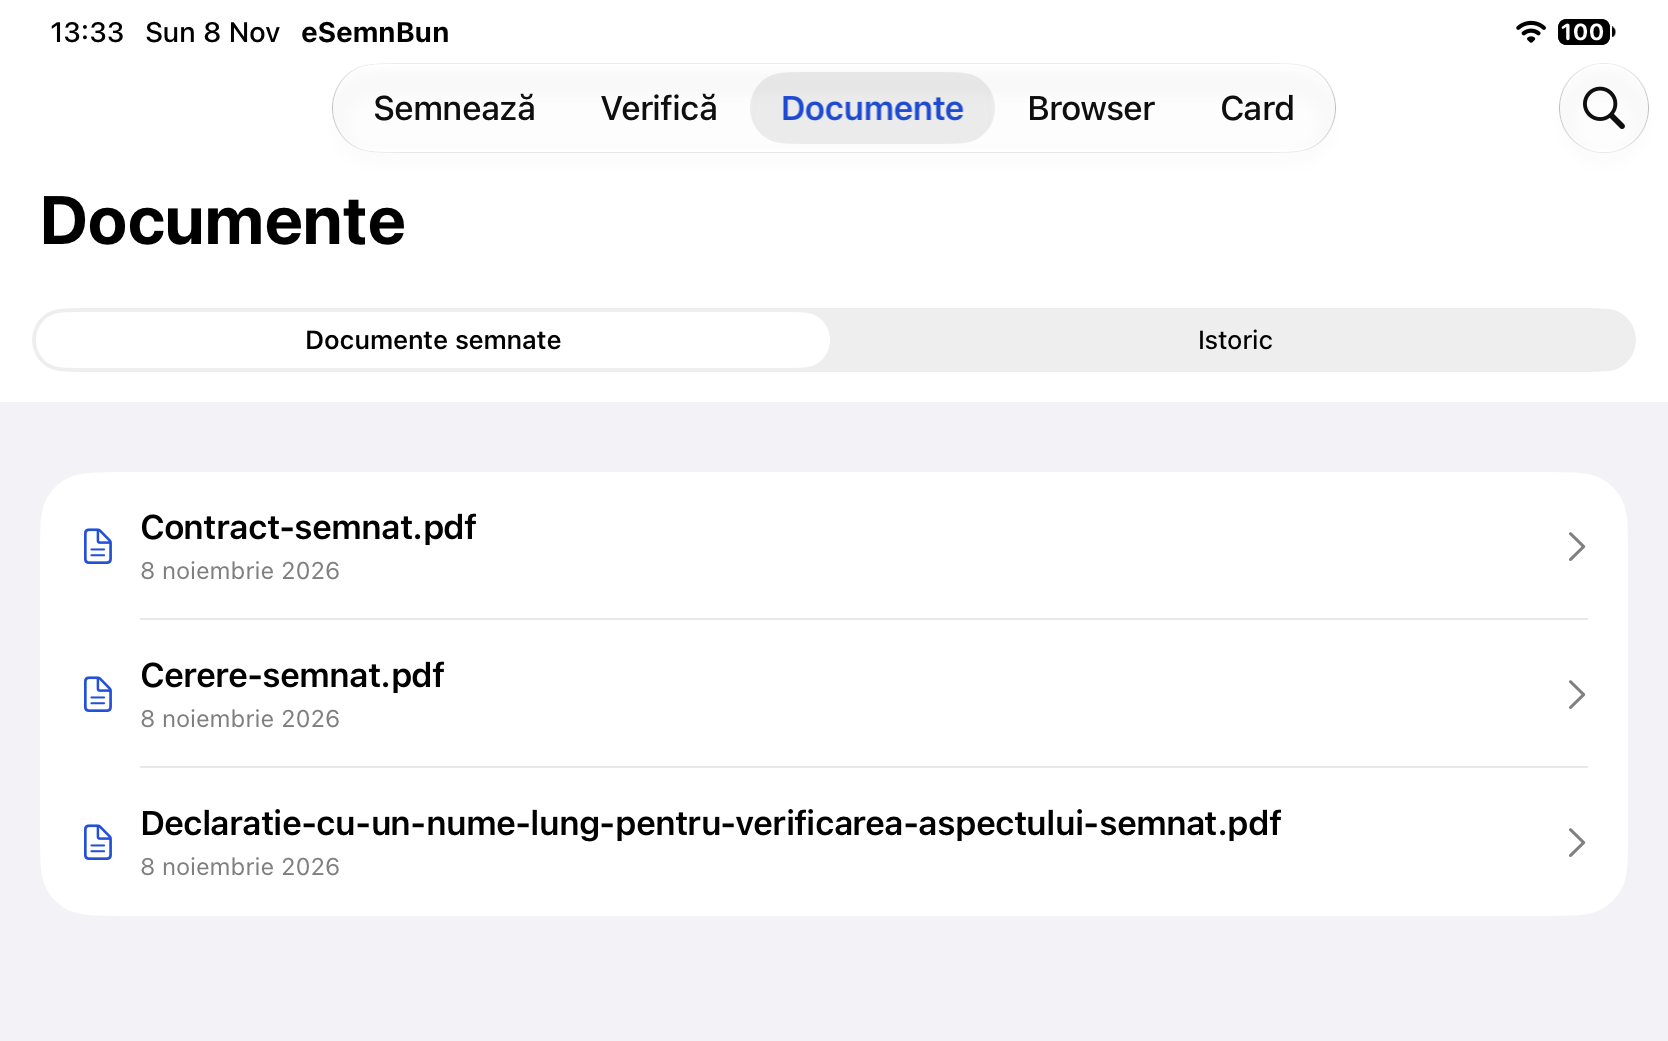 13:33 Sun 8 Nov eSemnBun
100
Semnează Verifică Documente Browser Card
Documente
Documente semnate Istoric
Contract-semnat.pdf
8 noiembrie 2026
Cerere-semnat.pdf
8 noiembrie 2026
Declaratie-cu-un-nume-lung-pentru-verificarea-aspectului-semnat.pdf
8 noiembrie 2026